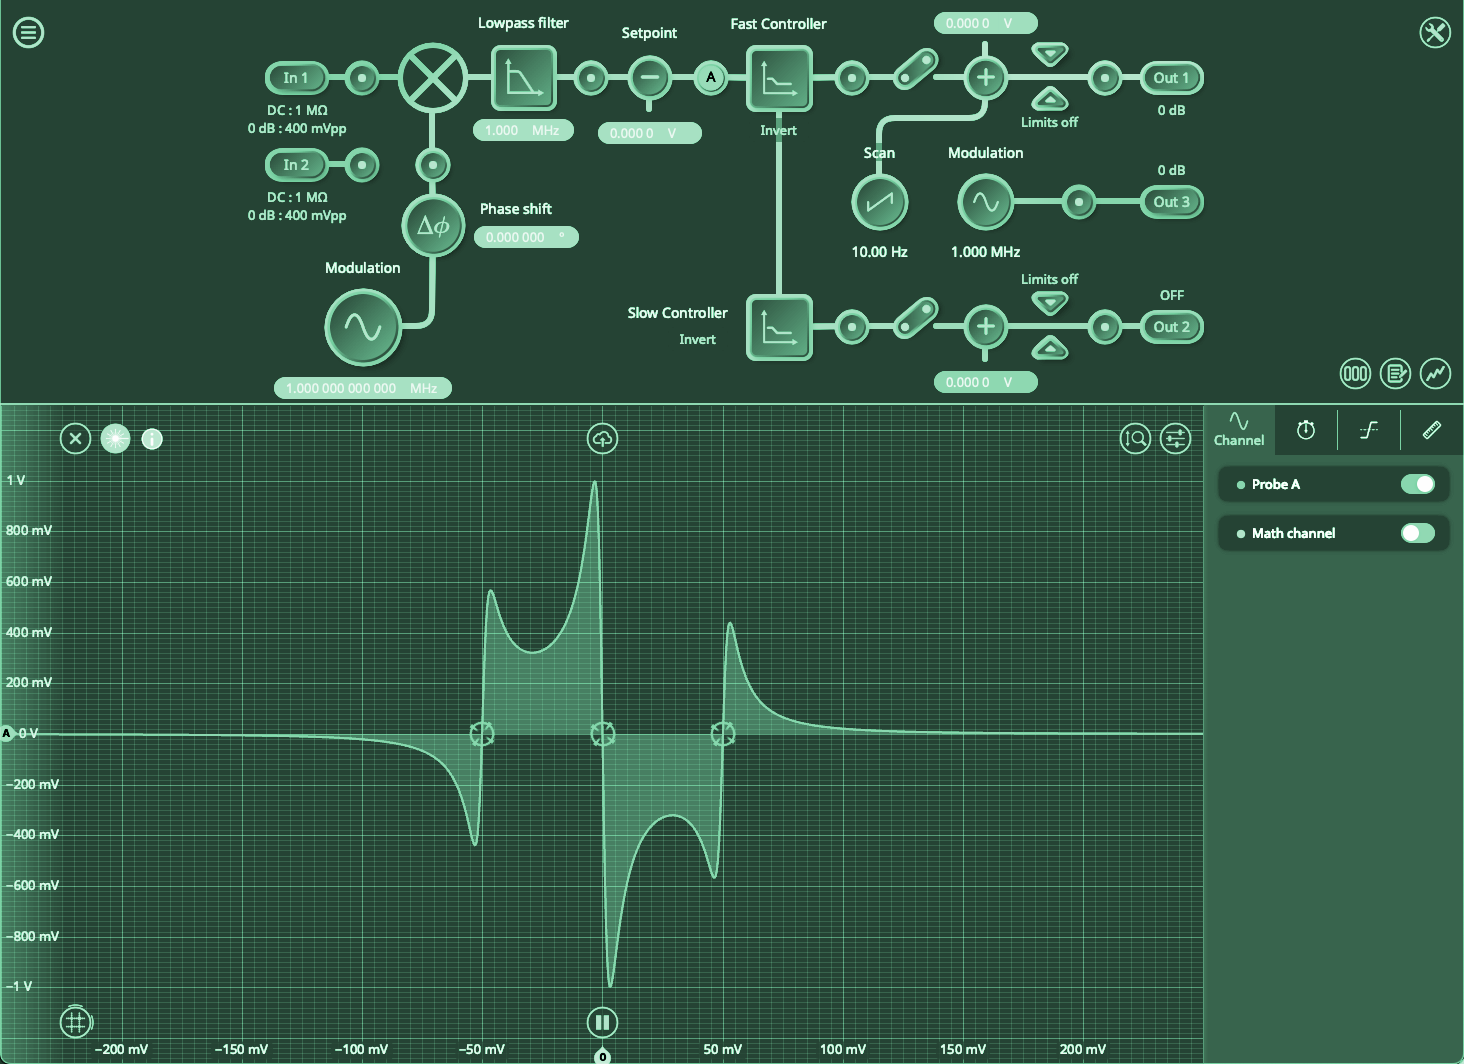 Lowpass filter
Setpoint
Fast Controller
0.000 0 V
In 1
A
Out 1
DC : 1 MΩ
0 dB : 400 mVpp
1.000 MHz
0.000 0 V
Invert
Limits off
0 dB
In 2
Scan
Modulation
DC : 1 MΩ
0 dB : 400 mVpp
0 dB
Out 3
Δϕ
Phase shift
0.000 000 °
10.00 Hz
1.000 MHz
Modulation
Limits off
OFF
Slow Controller
Invert
Out 2
1.000 000 000 000 MHz
0.000 0 V
Channel
Probe A
Math channel
1 V
800 mV
600 mV
400 mV
200 mV
A 0 V
−200 mV
−400 mV
−600 mV
−800 mV
−1 V
−200 mV
−150 mV
−100 mV
−50 mV
0
50 mV
100 mV
150 mV
200 mV